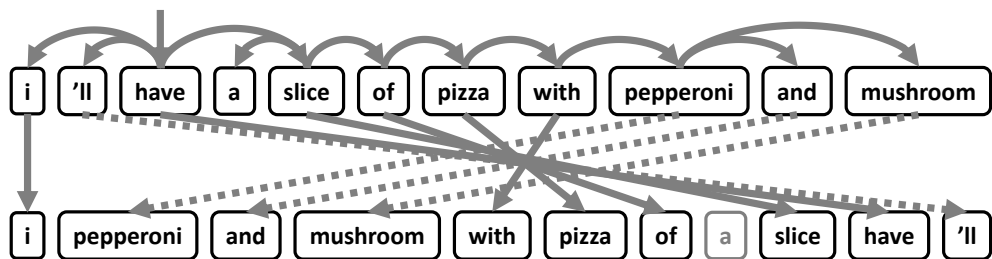 i 'll have a slice of pizza with pepperoni and mushroom
i pepperoni and mushroom with pizza of a slice have 'll